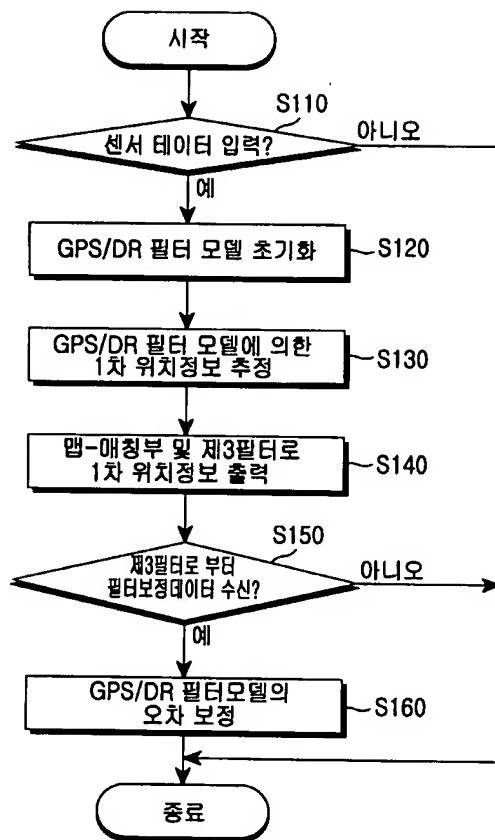 시작
S110
센서 테이터 입력?
아니오
예
GPS/DR 필터 모델 초기화
S120
GPS/DR 필터 모델에 의한
1차 위치정보 추정
S130
맵-매칭부 및 제3필터로
1차 위치정보 출력
S140
S150
제3필터로 부터
필터보정데이터 수신?
아니오
예
GPS/DR 필터모델의
오차 보정
S160
종료